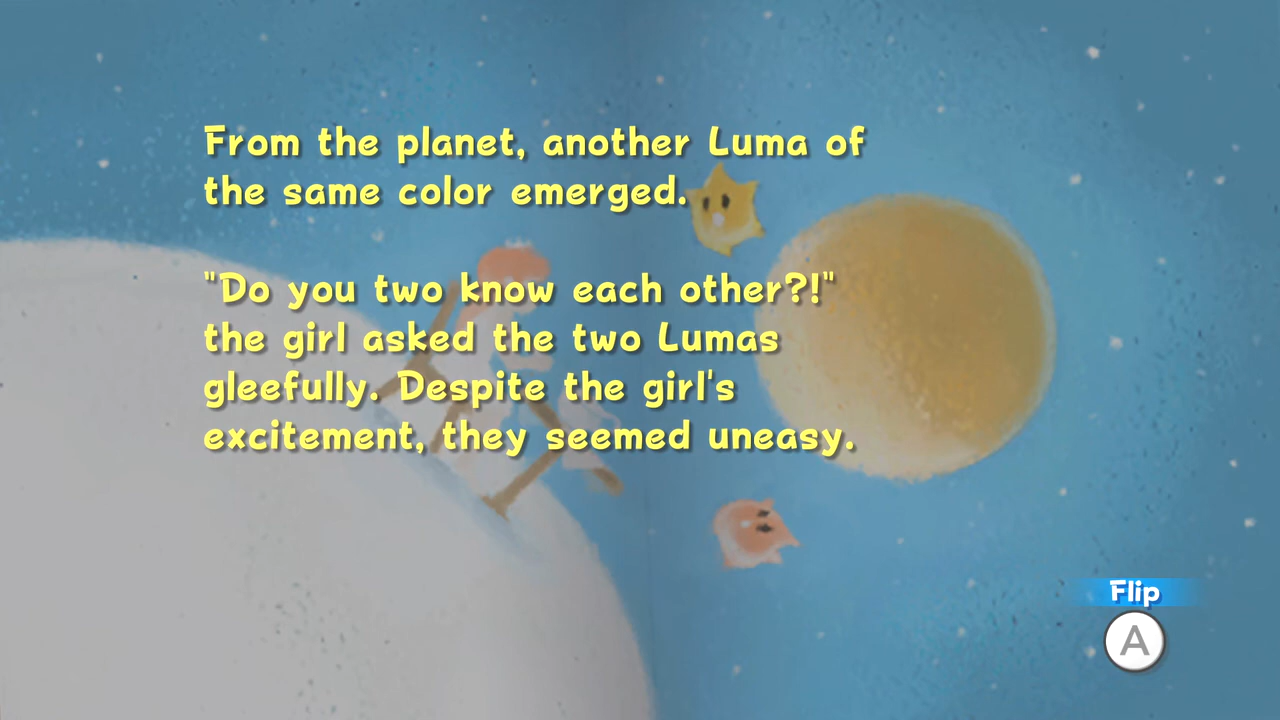 From the planet, another Luma of
the same color emerged.
"Do you two know each other?!"
the girl asked the two Lumas
gleefully. Despite the girl's
excitement, they seemed uneasy.
Flip
A